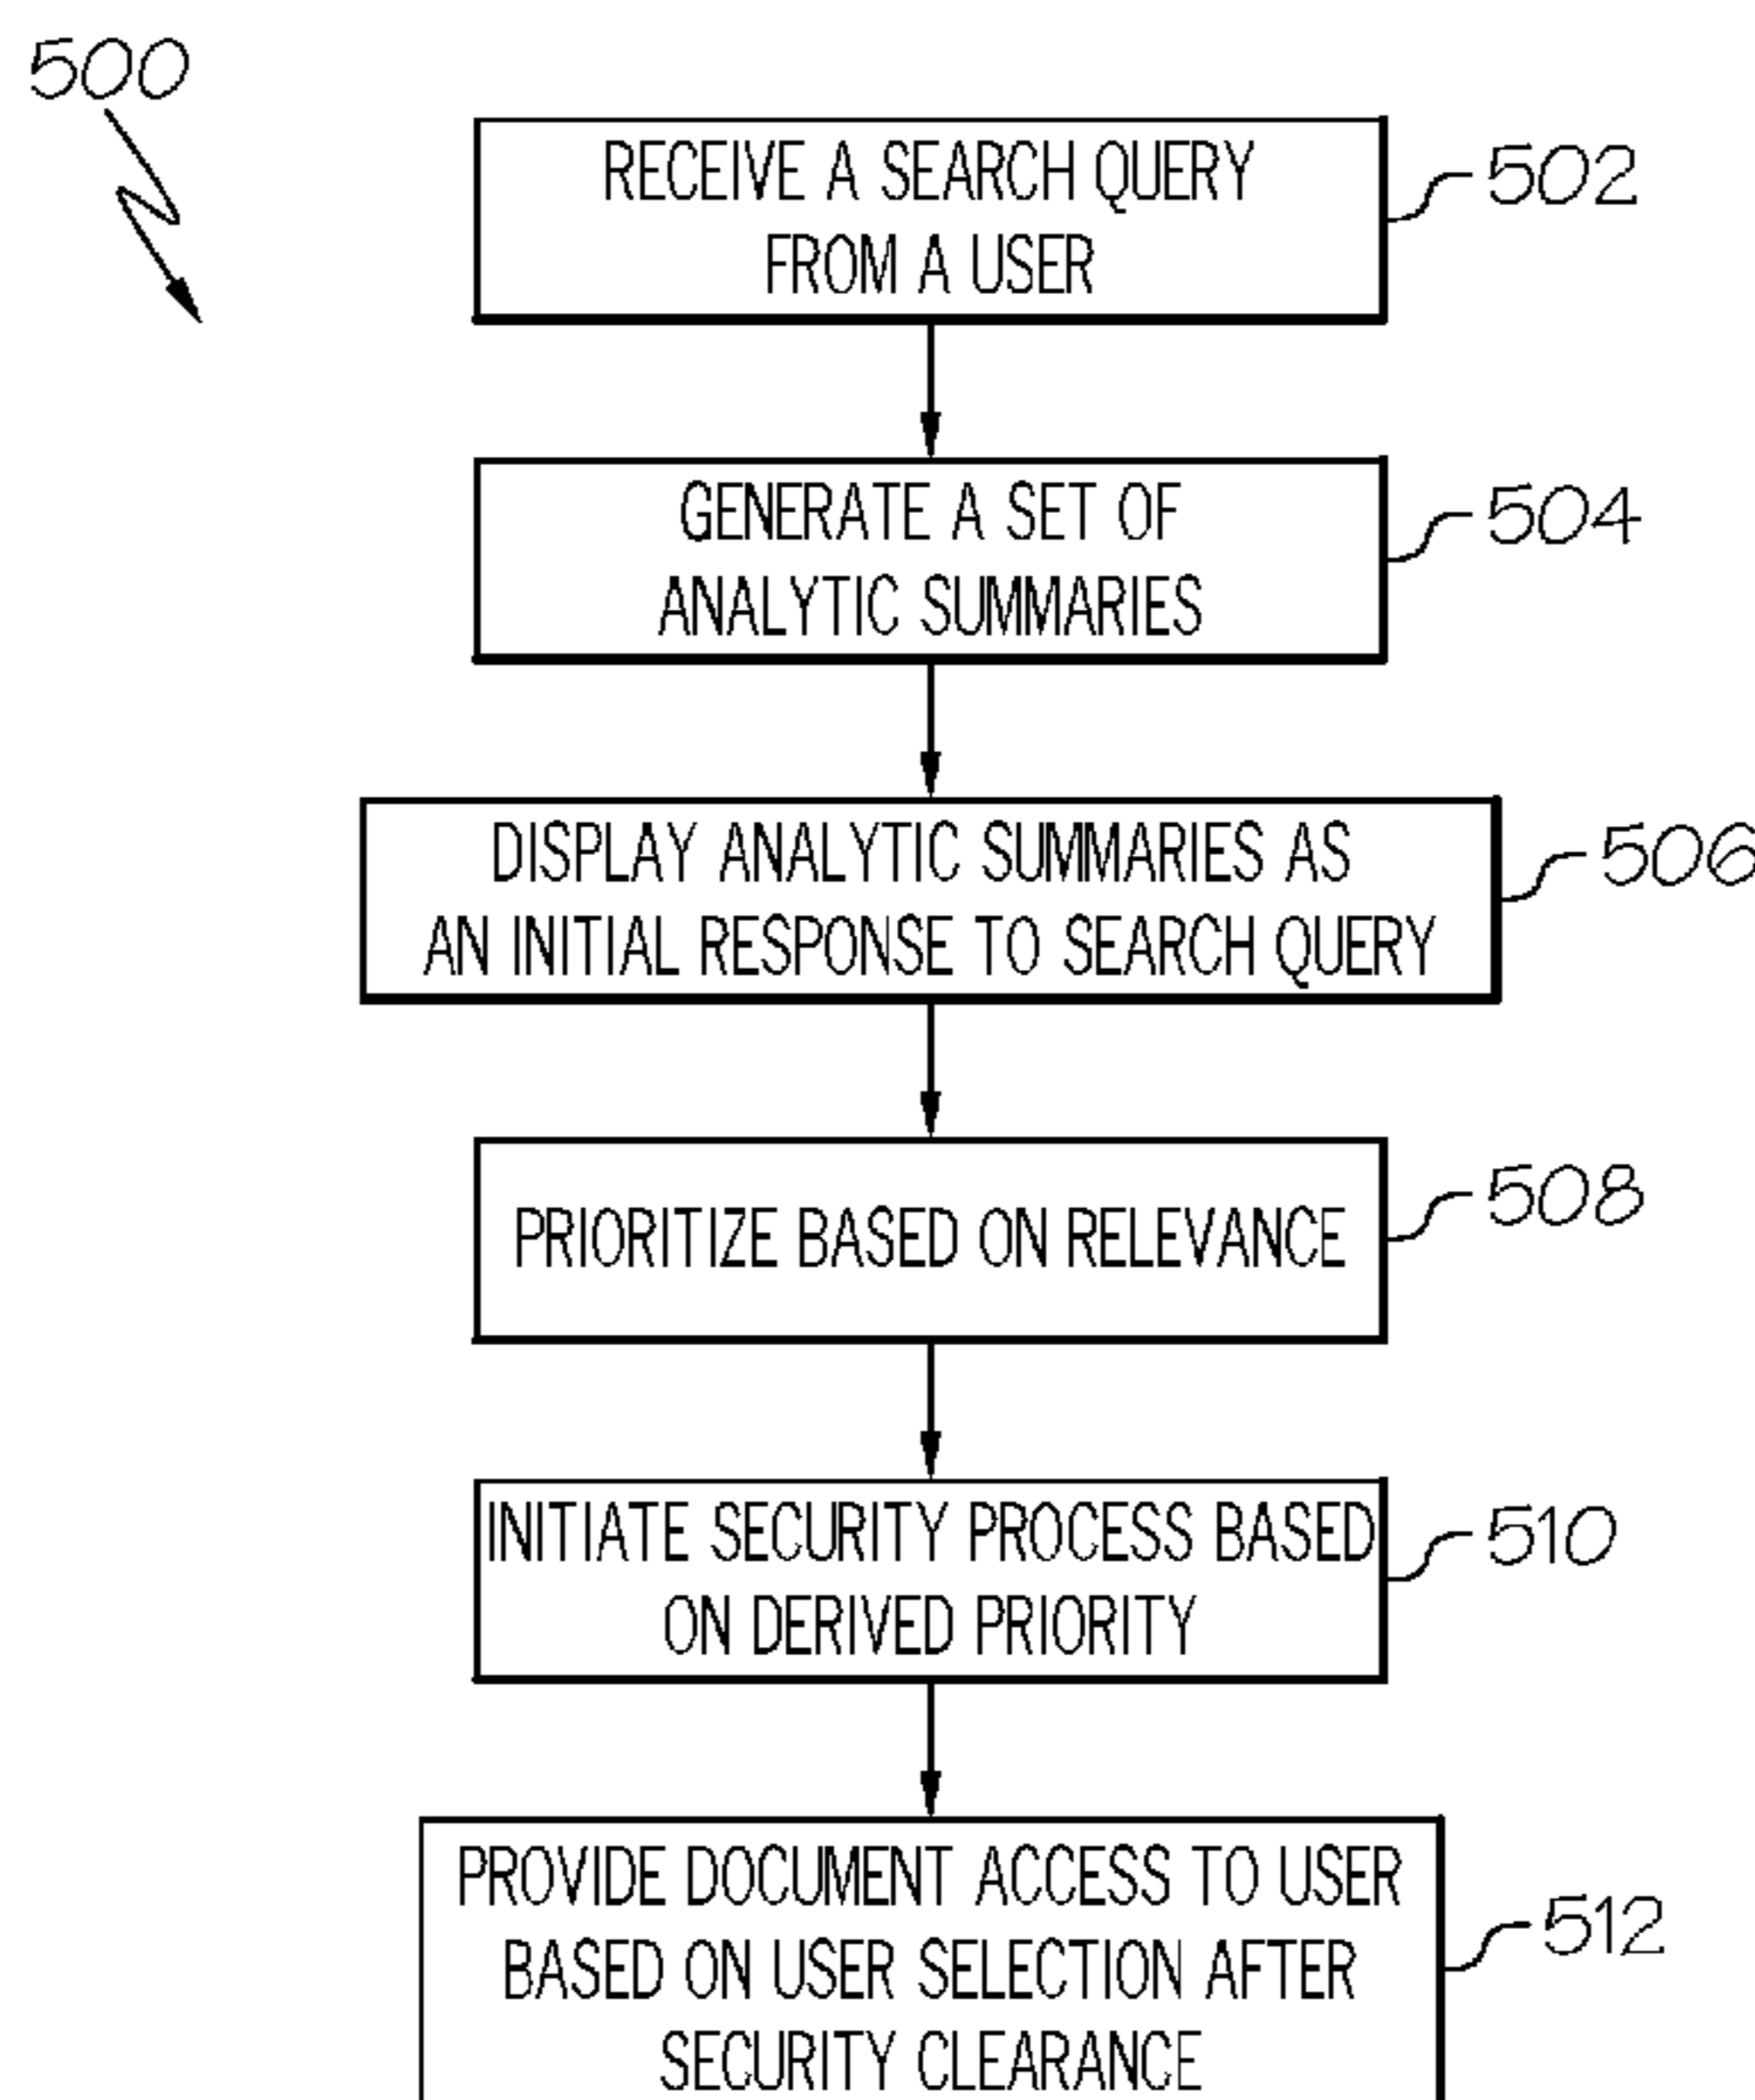 500
RECEIVE A SEARCH QUERY
FROM A USER
502
GENERATE A SET OF
ANALYTIC SUMMARIES
504
DISPLAY ANALYTIC SUMMARIES AS
AN INITIAL RESPONSE TO SEARCH QUERY
506
PRIORITIZE BASED ON RELEVANCE
508
INITIATE SECURITY PROCESS BASED
ON DERIVED PRIORITY
510
PROVIDE DOCUMENT ACCESS TO USER
BASED ON USER SELECTION AFTER
SECURITY CLEARANCE
512